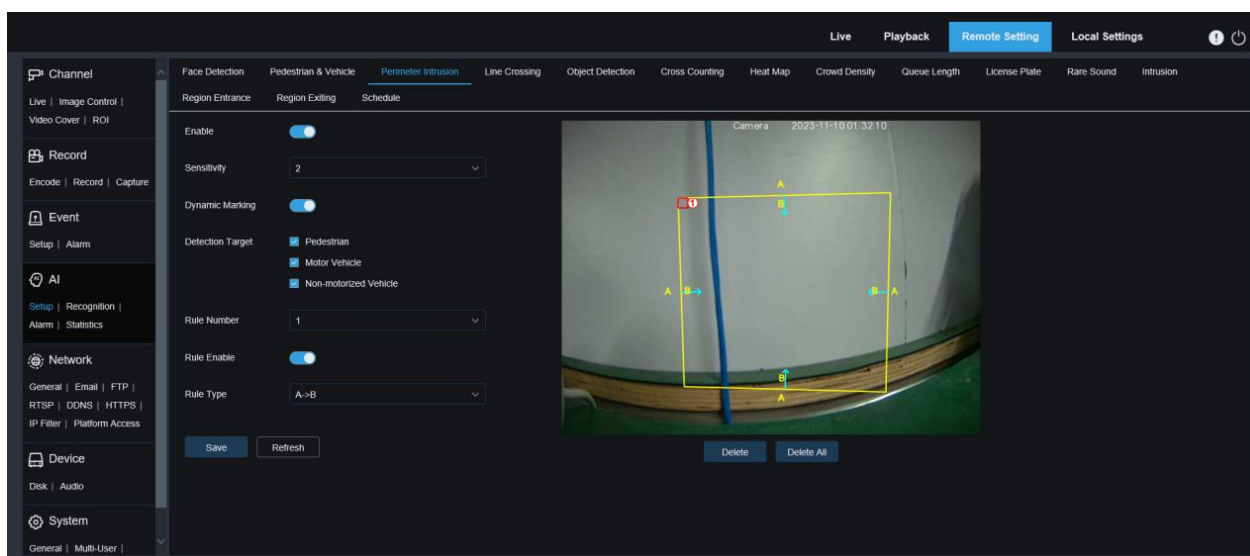 Live Playback Remote Setting Local Settings
Channel
Live | Image Control |
Video Cover | ROI
Record
Encode | Record | Capture
Event
Setup | Alarm
AI
Setup | Recognition |
Alarm | Statistics
Network
General | Email | FTP |
RTSP | DDNS | HTTPS |
IP Filter | Platform Access
Device
Disk | Audio
System
General | Multi-User |
Face Detection Pedestrian & Vehicle Perimeter Intrusion Line Crossing Object Detection Cross Counting Heat Map Crowd Density Queue Length License Plate Rare Sound Intrusion
Region Entrance Region Exiting Schedule
Enable
Sensitivity 2
Dynamic Marking
Detection Target Pedestrian
Motor Vehicle
Non-motorized Vehicle
Rule Number 1
Rule Enable
Rule Type A->B
Save Refresh
Camera 2023-11-10 01:32:10
A
1 B
A B B A
B
A
Delete Delete All